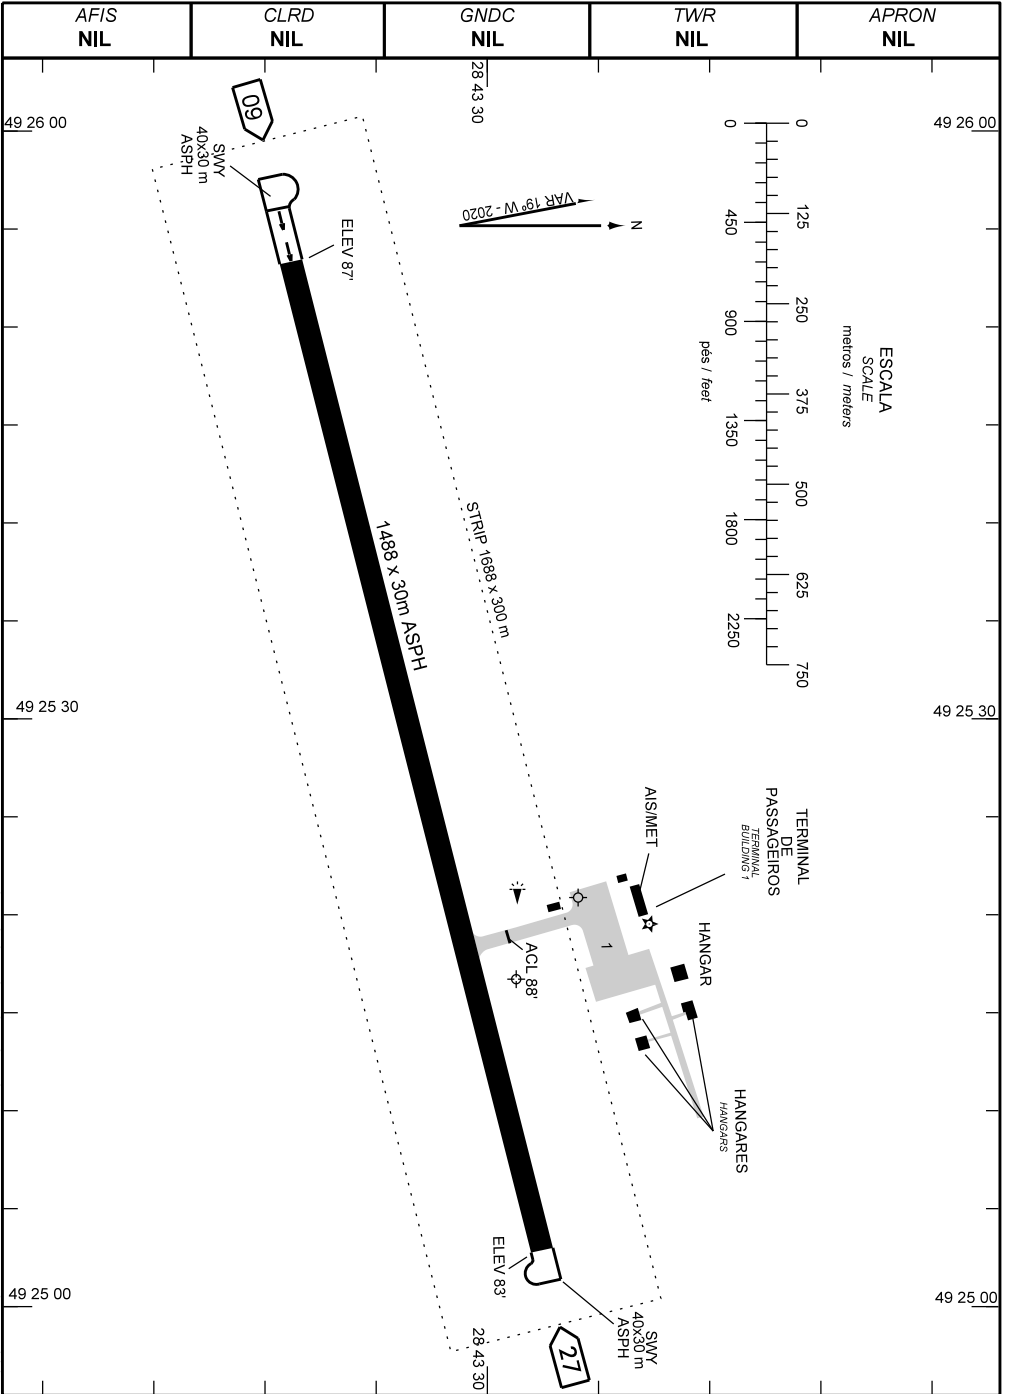 AFIS
NIL
CLRD
NIL
GNDC
NIL
TWR
NIL
APRON
NIL
49 26 00
49 26 00
28 43 30
09
SWY
40x30 m
ASPH
ELEV 87'
VAR 19° W - 2020
N
ESCALA
SCALE
metros / meters
0 125 250 375 500 625 750
0 450 900 1350 1800 2250
pés / feet
STRIP 1688 x 300 m
1488 x 30m ASPH
49 25 30
49 25 30
TERMINAL
DE
PASSAGEIROS
TERMINAL
BUILDING 1
AIS/MET
HANGAR
1
ACL 88'
HANGARES
HANGARS
ELEV 83'
SWY
40x30 m
ASPH
27
49 25 00
49 25 00
28 43 30